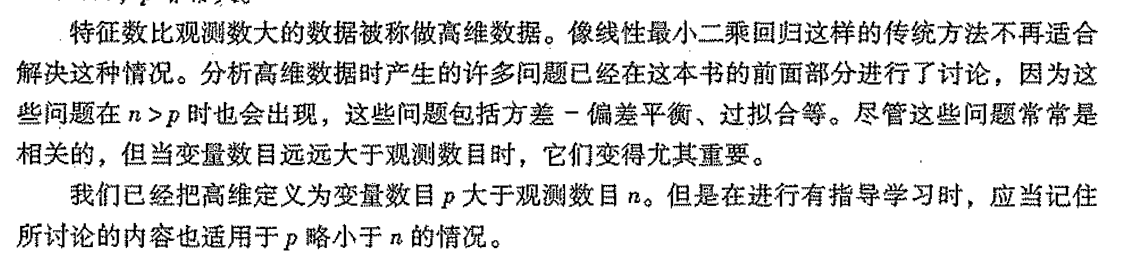 特征数比观测数大的数据被称做高维数据。像线性最小二乘回归这样的传统方法不再适合
解决这种情况。分析高维数据时产生的许多问题已经在这本书的前面部分进行了讨论，因为这
些问题在 n > p 时也会出现，这些问题包括方差－偏差平衡、过拟合等。尽管这些问题常常是
相关的，但当变量数目远远大于观测数目时，它们变得尤其重要。
我们已经把高维定义为变量数目 p 大于观测数目 n。但是在进行有指导学习时，应当记住
所讨论的内容也适用于 p 略小于 n 的情况。